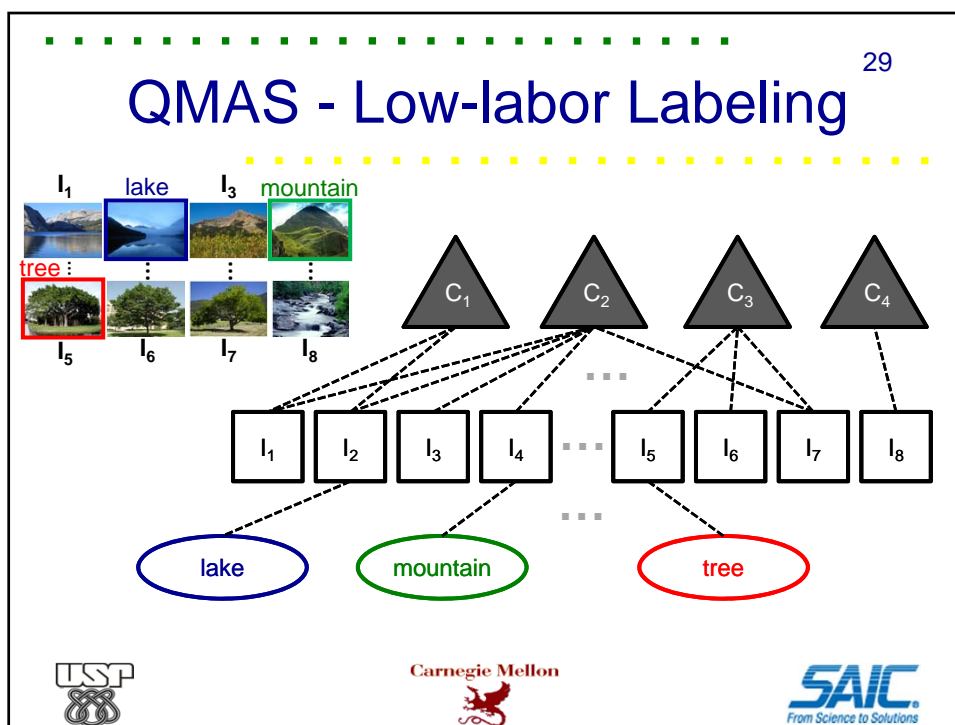 29
QMAS - Low-labor Labeling
I₁ lake I₃ mountain
tree
I₅ I₆ I₇ I₈
C₁ C₂ C₃ C₄
I₁ I₂ I₃ I₄ I₅ I₆ I₇ I₈
lake mountain tree
USP
Carnegie Mellon
SAIC.
From Science to Solutions